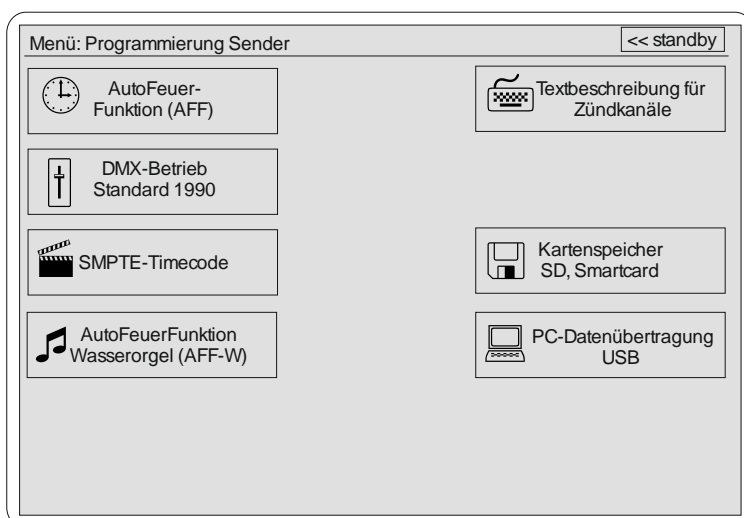 Menü: Programmierung Sender
<< standby
AutoFeuer-
Funktion (AFF)
Textbeschreibung für
Zündkanäle
DMX-Betrieb
Standard 1990
SMPTE-Timecode
Kartenspeicher
SD, Smartcard
AutoFeuerFunktion
Wasserorgel (AFF-W)
PC-Datenübertragung
USB